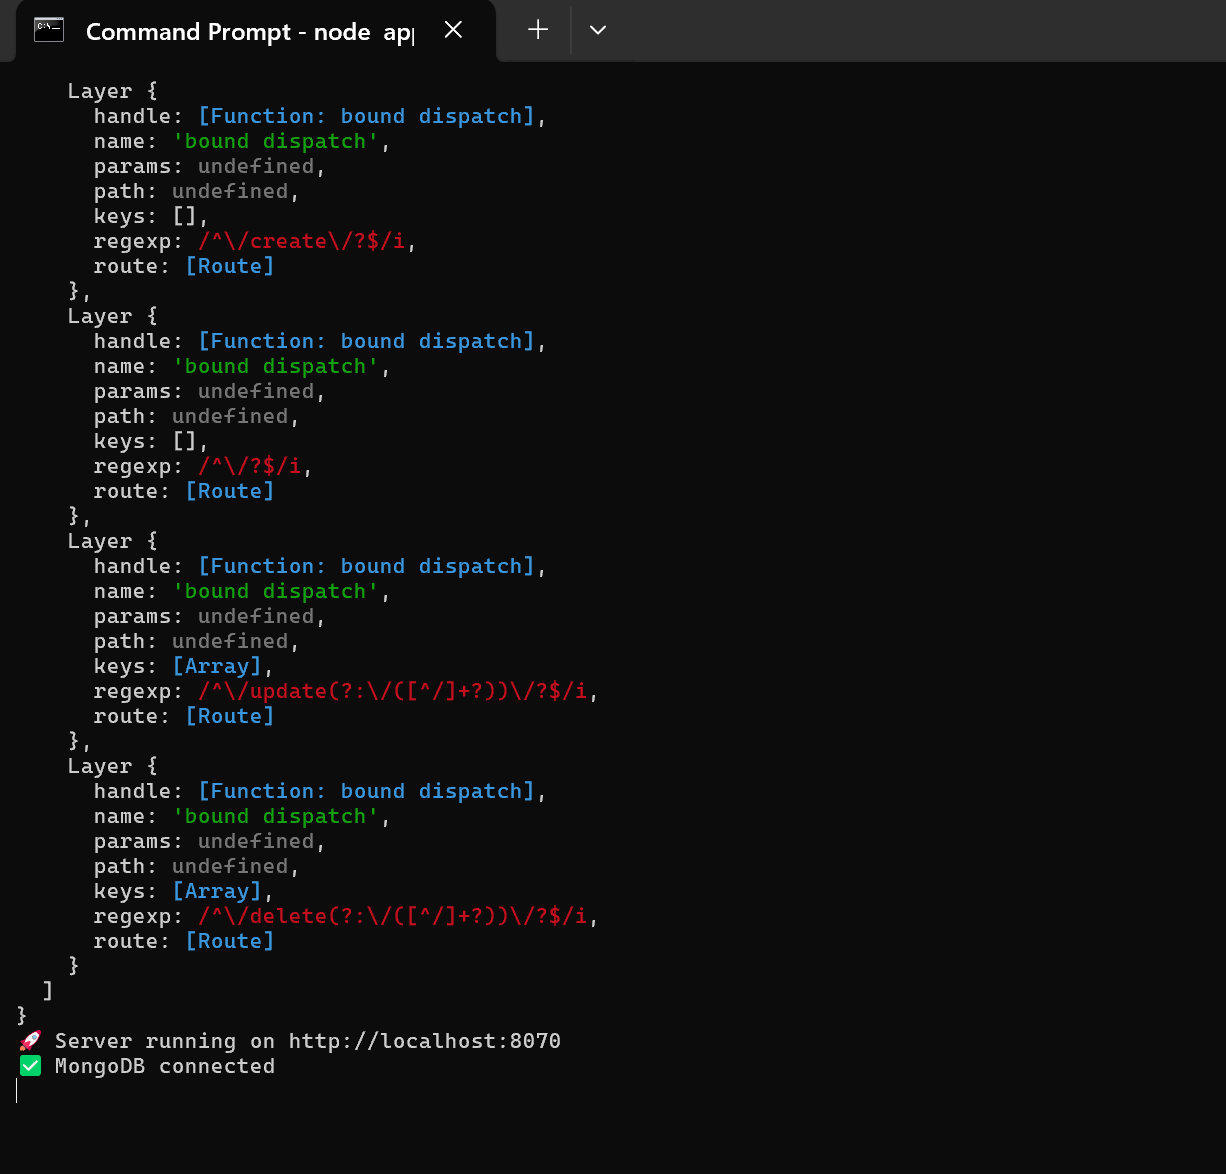 Command Prompt - node ap
Layer {
handle: [Function: bound dispatch],
name: 'bound dispatch',
params: undefined,
path: undefined,
keys: [],
regexp: /^\/create\/?$/i,
route: [Route]
},
Layer {
handle: [Function: bound dispatch],
name: 'bound dispatch',
params: undefined,
path: undefined,
keys: [],
regexp: /^\/?$/i,
route: [Route]
},
Layer {
handle: [Function: bound dispatch],
name: 'bound dispatch',
params: undefined,
path: undefined,
keys: [Array],
regexp: /^\/update(?:\/([^/]+?))\/?$/i,
route: [Route]
},
Layer {
handle: [Function: bound dispatch],
name: 'bound dispatch',
params: undefined,
path: undefined,
keys: [Array],
regexp: /^\/delete(?:\/([^/]+?))\/?$/i,
route: [Route]
}
]
}
🚀 Server running on http://localhost:8070
✅ MongoDB connected